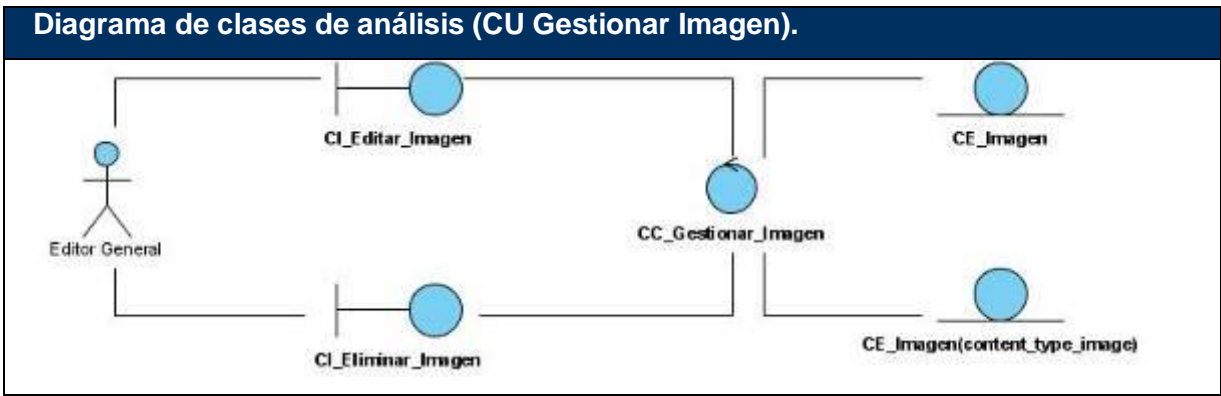 Diagrama de clases de análisis (CU Gestionar Imagen).
CI_Editar_Imagen
CE_Imagen
Editor General
CC_Gestionar_Imagen
CI_Eliminar_Imagen
CE_Imagen(content_type_image)